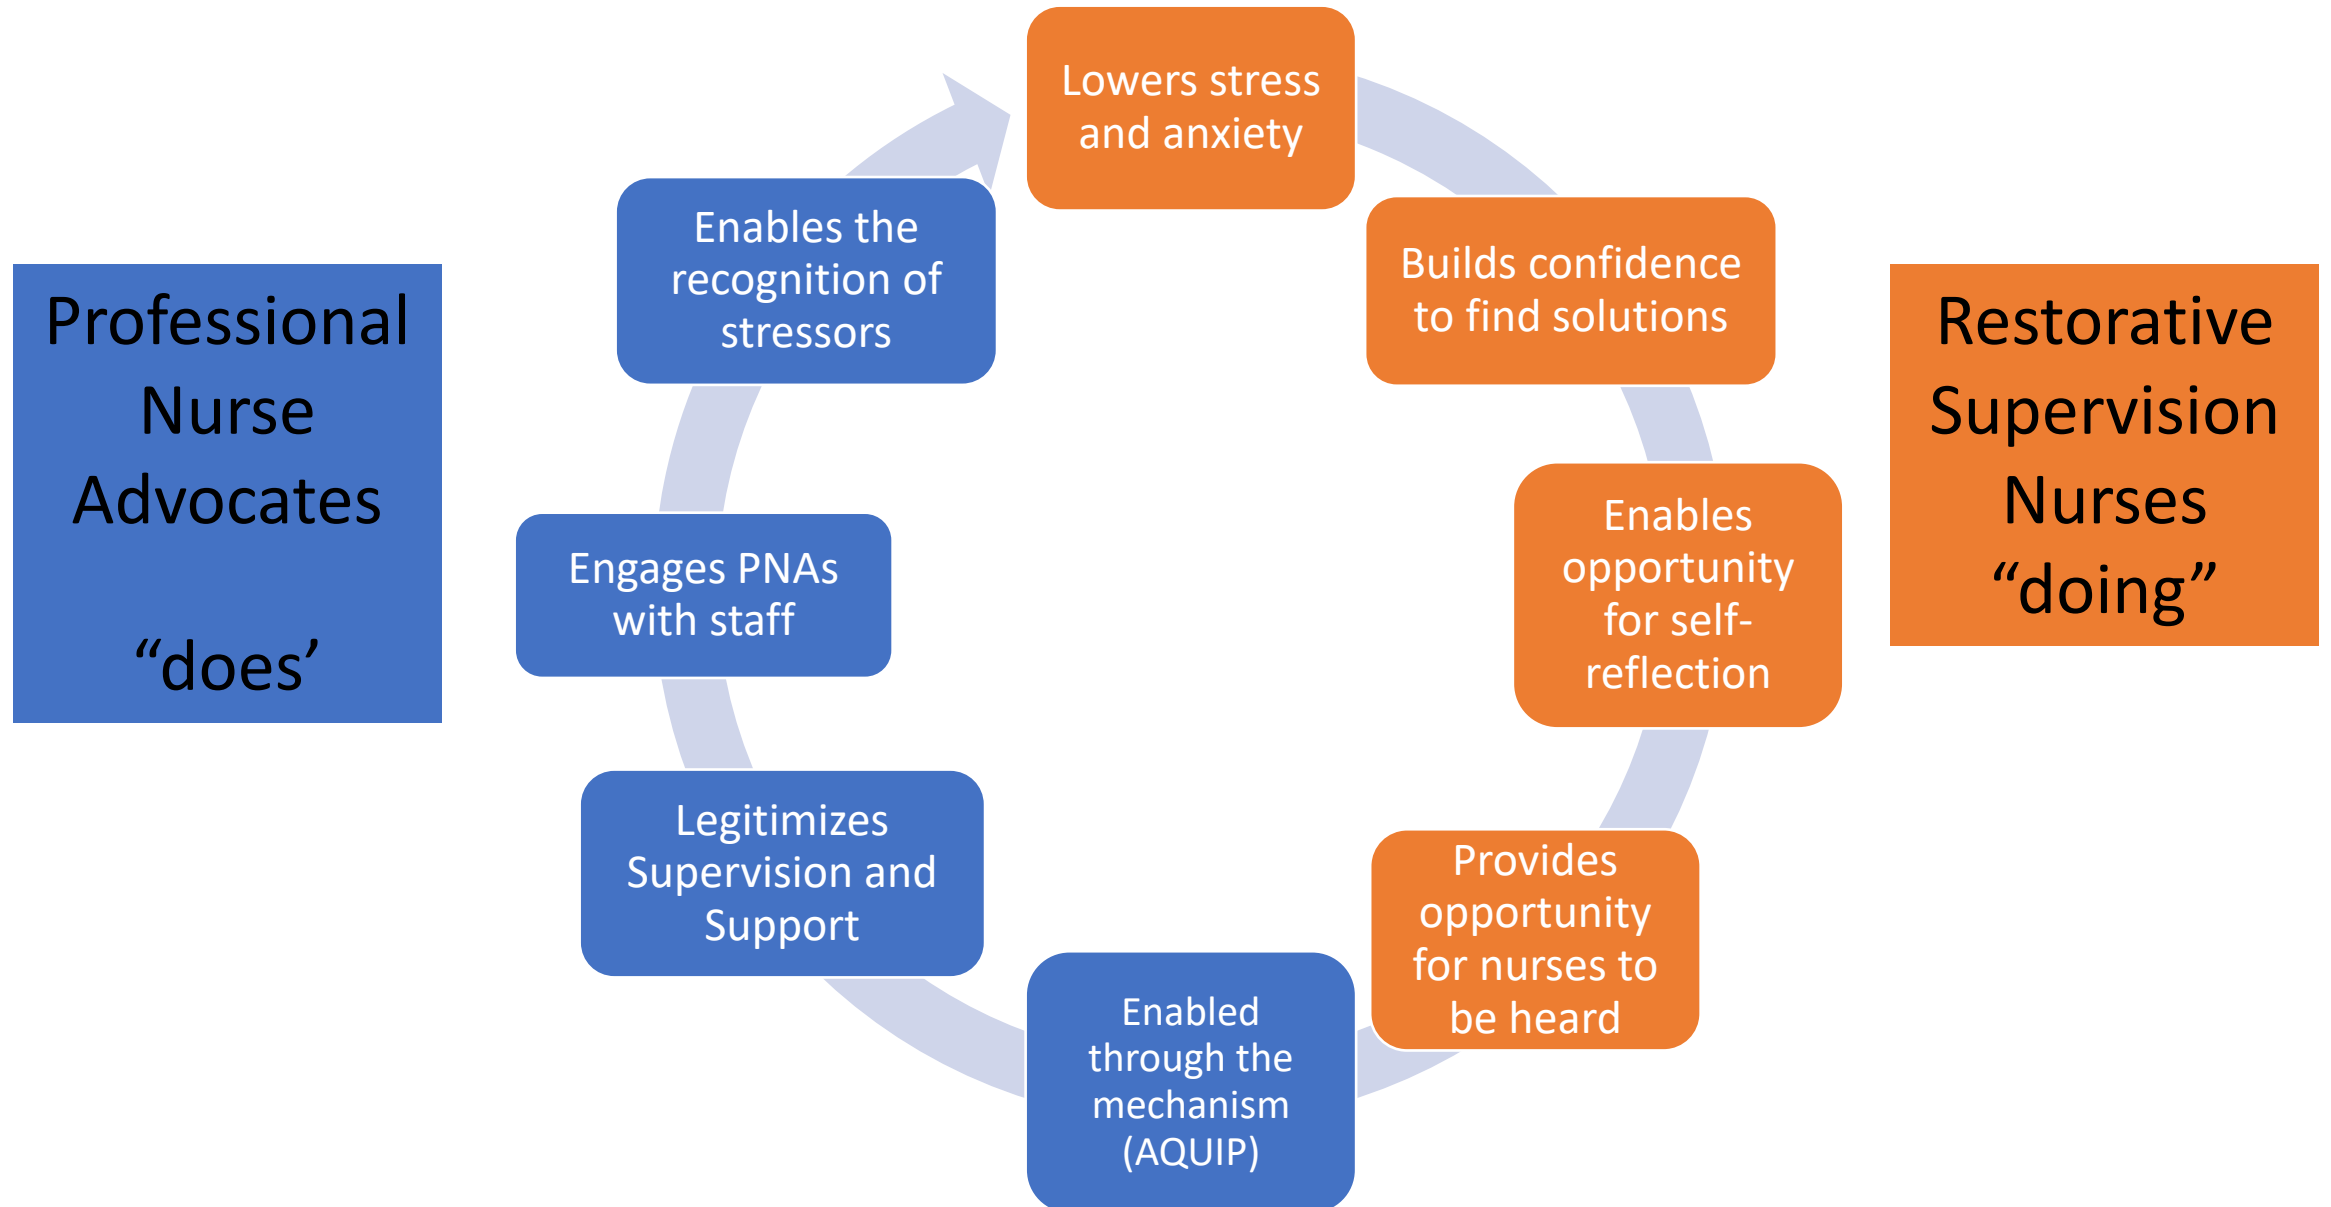 Professional
Nurse
Advocates
“does’
Lowers stress
and anxiety
Builds confidence
to find solutions
Enables
opportunity
for self-
reflection
Provides
opportunity
for nurses to
be heard
Enabled
through the
mechanism
(AQUIP)
Legitimizes
Supervision and
Support
Engages PNAs
with staff
Enables the
recognition of
stressors
Restorative
Supervision
Nurses
“doing”